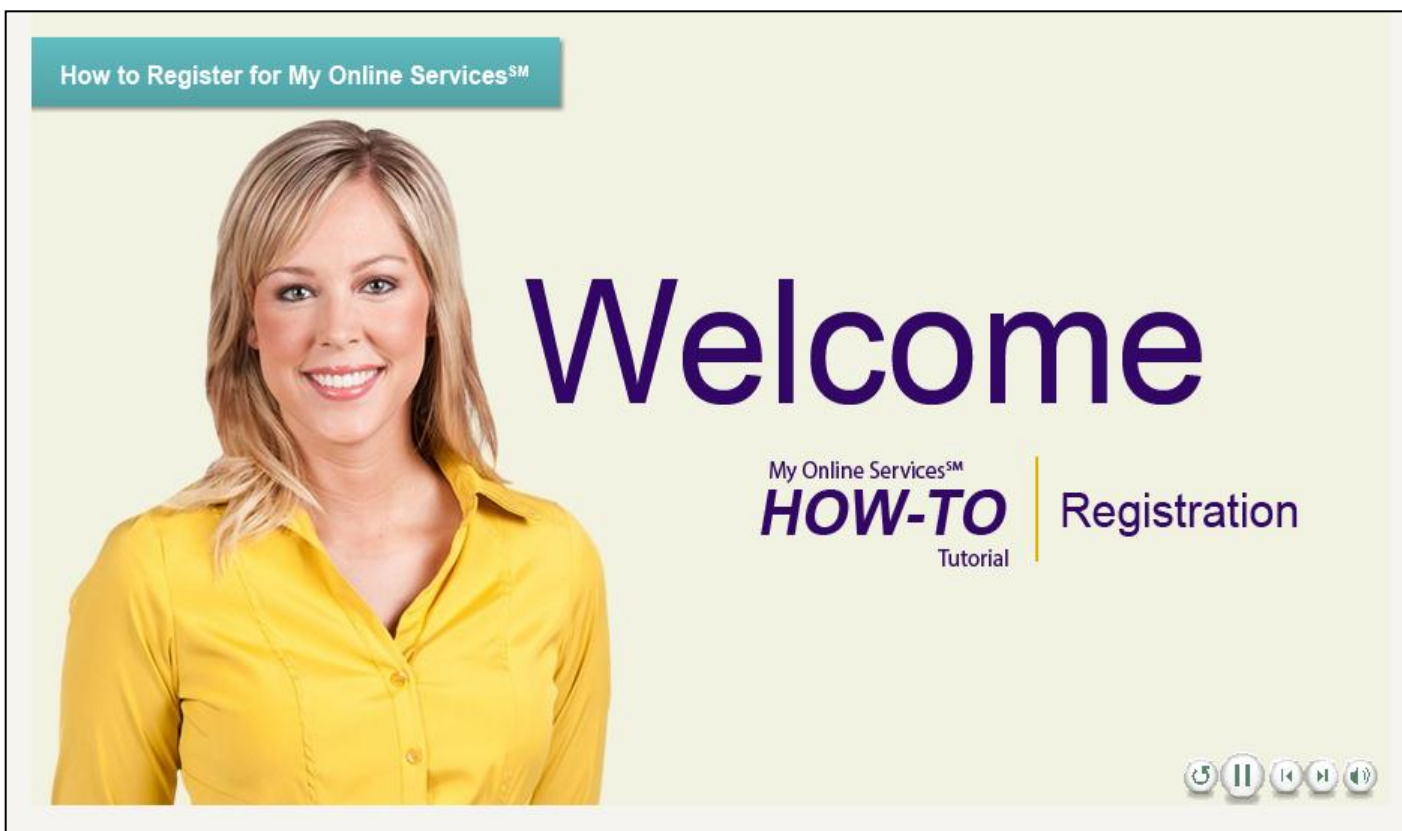 How to Register for My Online Services℠
Welcome
My Online Services℠
HOW-TO
Tutorial
Registration